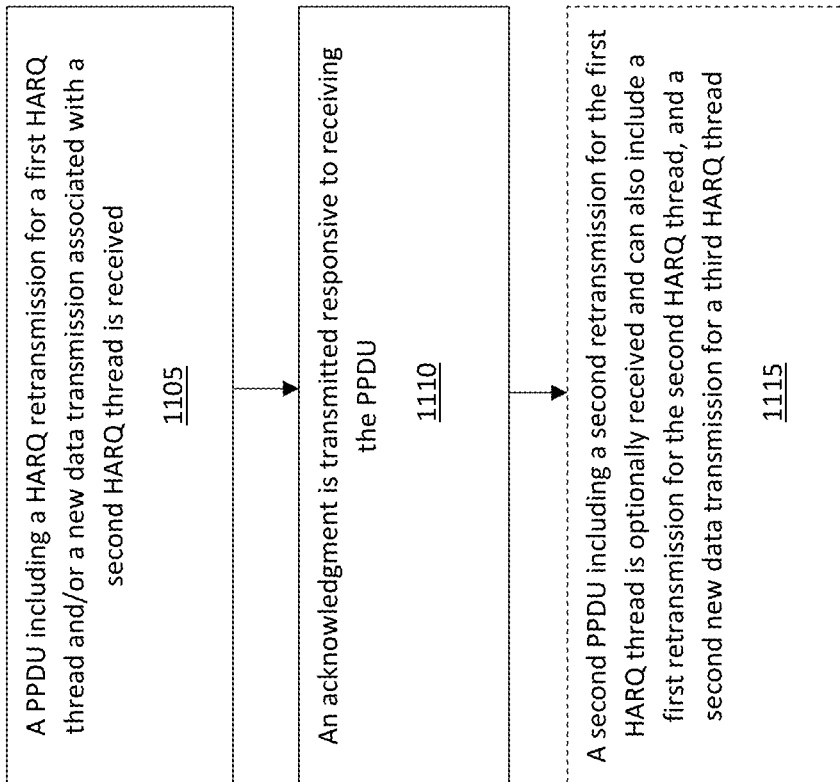 A PPDU including a HARQ retransmission for a first HARQ
thread and/or a new data transmission associated with a
second HARQ thread is received
1105
An acknowledgment is transmitted responsive to receiving
the PPDU
1110
A second PPDU including a second retransmission for the first
HARQ thread is optionally received and can also include a
first retransmission for the second HARQ thread, and a
second new data transmission for a third HARQ thread
1115